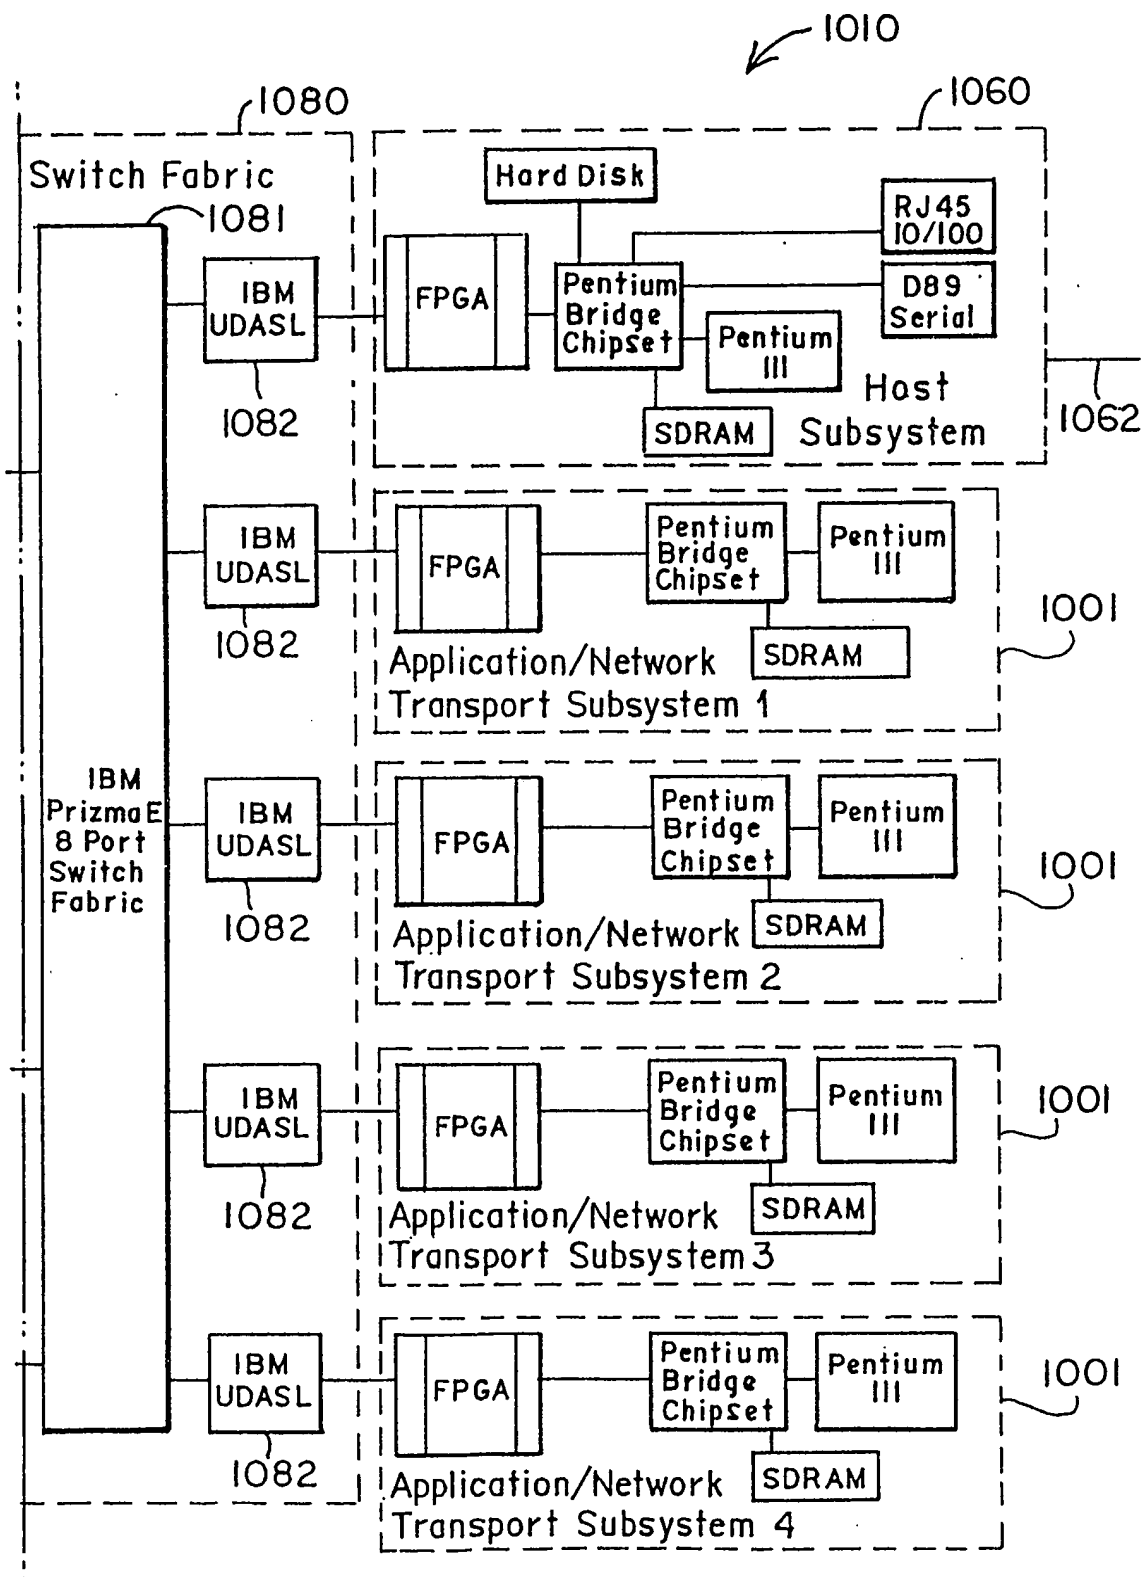 1010
1080
1060
Switch Fabric
1081
Hard Disk
RJ45
10/100
IBM
UDASL
FPGA
Pentium
Bridge
Chipset
D89
Serial
Pentium
III
1082
Host
Subsystem
1062
SDRAM
IBM
UDASL
FPGA
Pentium
Bridge
Chipset
Pentium
III
1082
1001
SDRAM
Application/Network
Transport Subsystem 1
IBM
PrizmaE
8 Port
Switch
Fabric
IBM
UDASL
FPGA
Pentium
Bridge
Chipset
Pentium
III
1001
1082
SDRAM
Application/Network
Transport Subsystem 2
IBM
UDASL
FPGA
Pentium
Bridge
Chipset
Pentium
III
1001
1082
SDRAM
Application/Network
Transport Subsystem 3
IBM
UDASL
FPGA
Pentium
Bridge
Chipset
Pentium
III
1001
1082
SDRAM
Application/Network
Transport Subsystem 4